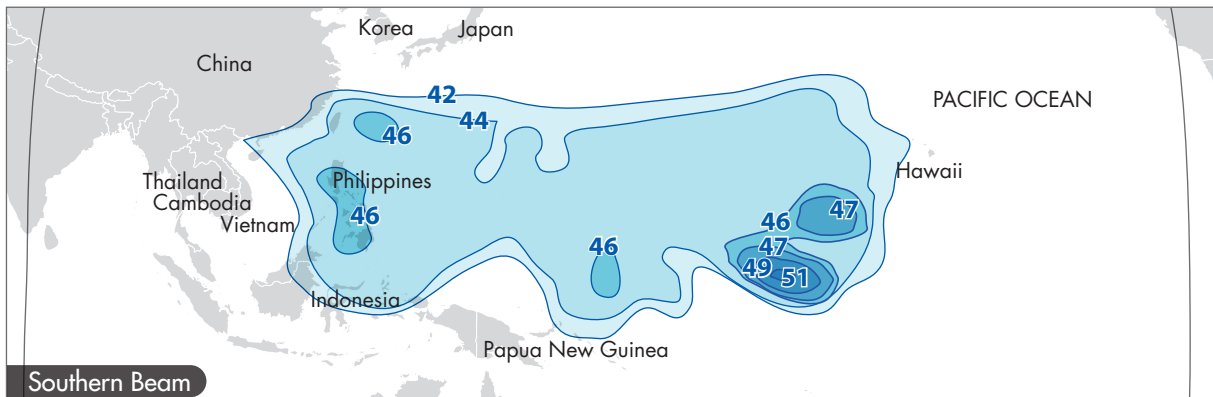 Korea
Japan
China
42
PACIFIC OCEAN
44
46
Hawaii
Thailand
Philippines
Cambodia
Vietnam
46
46
47
46
47
49
51
Indonesia
Papua New Guinea
Southern Beam